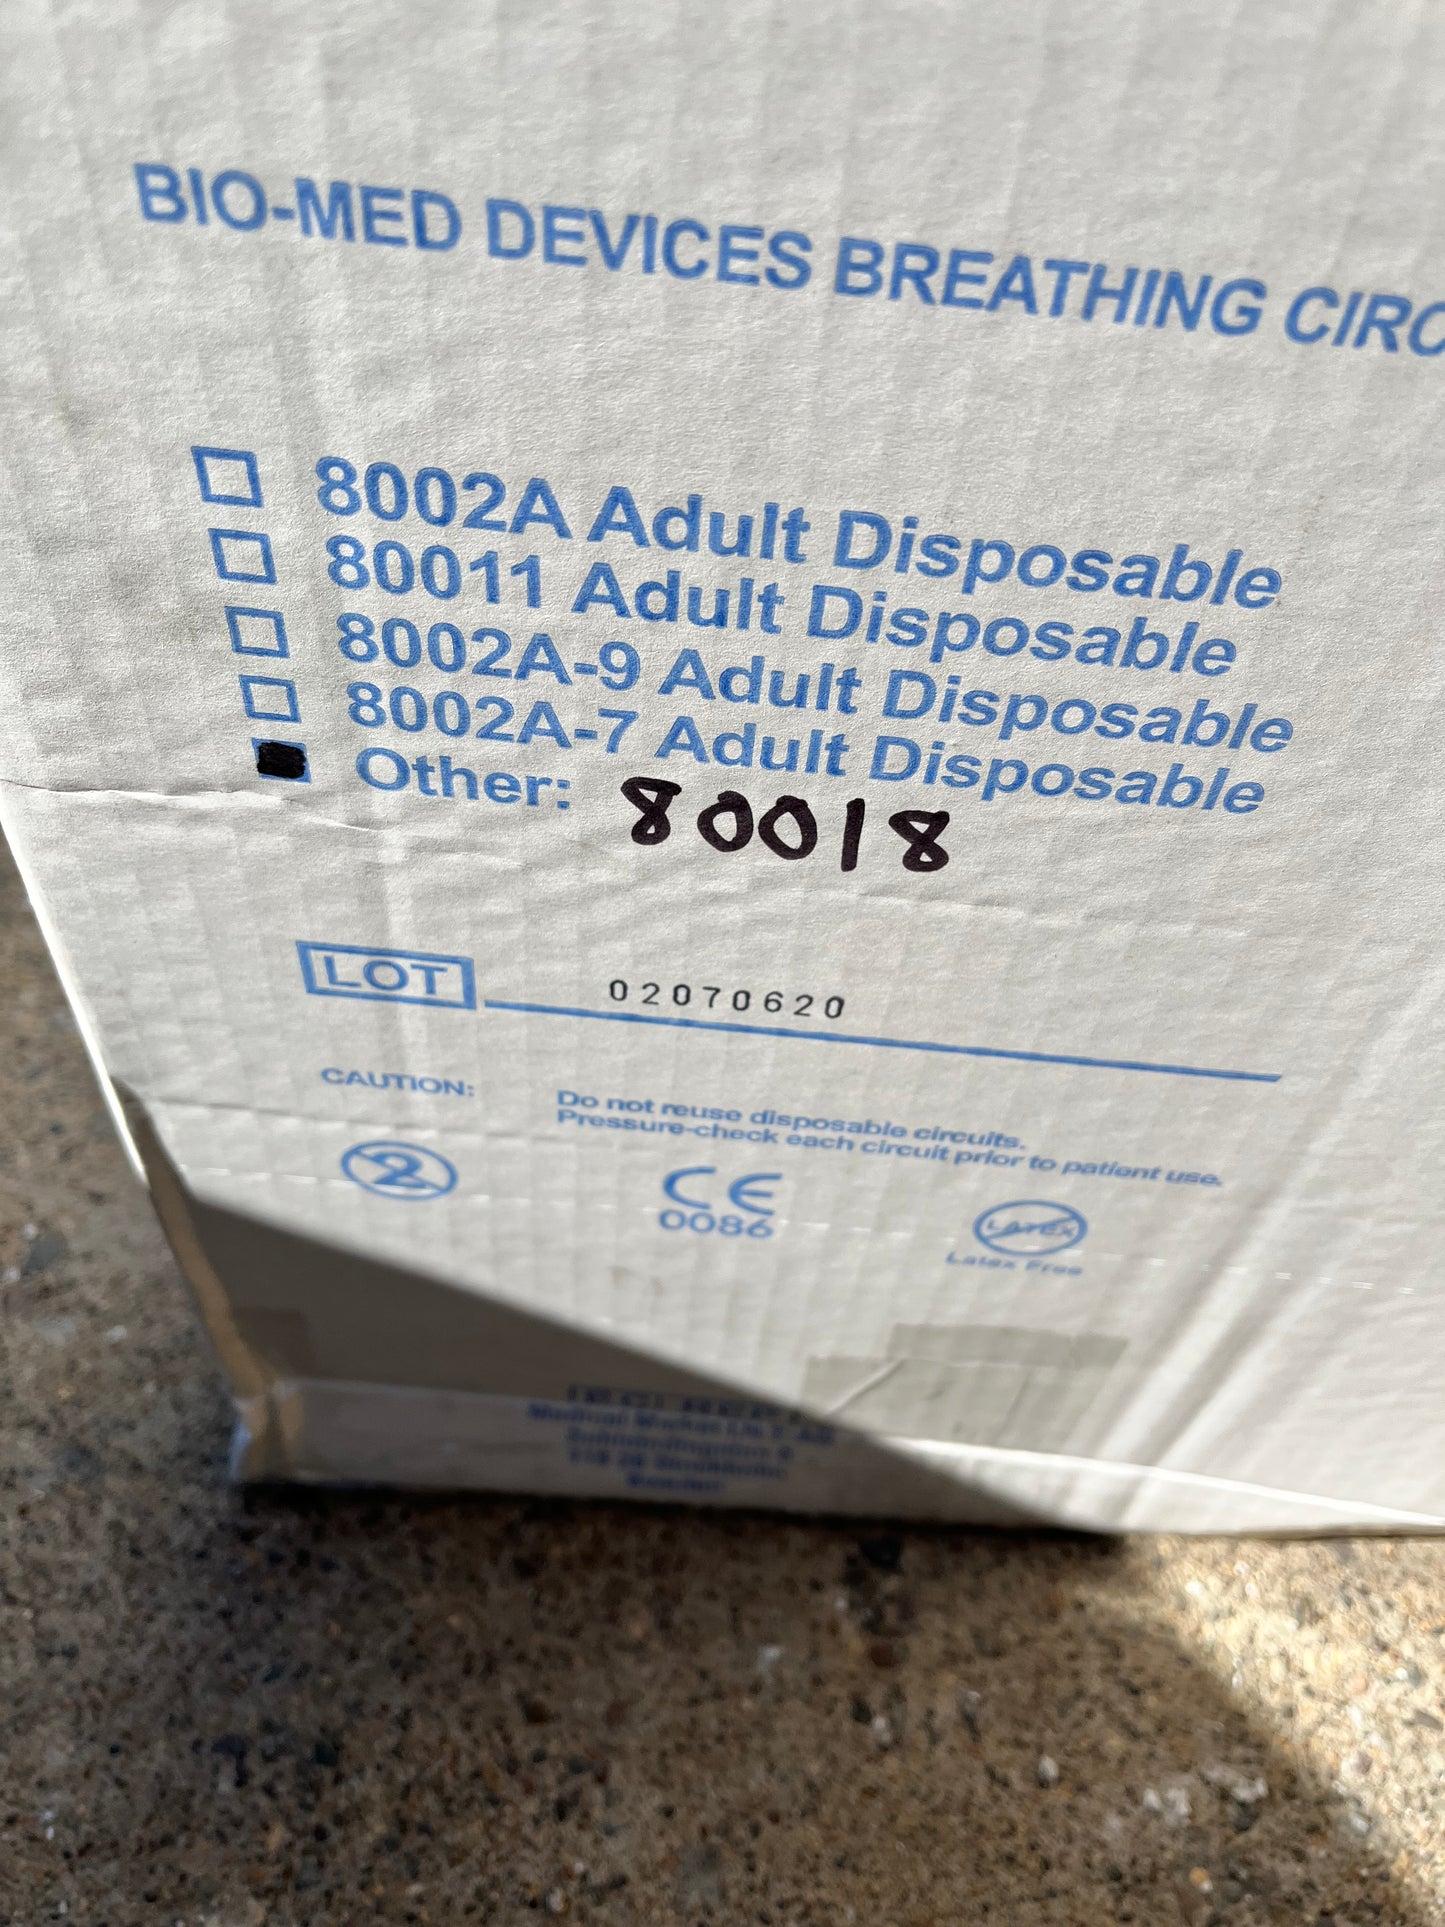 BIO-MED DEVICES BREATHING CIRC
8002A Adult Disposable
80011 Adult Disposable
8002A-9 Adult Disposable
8002A-7 Adult Disposable
Other: 80018
LOT 02070620
CAUTION: Do not reuse disposable circuits.
Pressure-check each circuit prior to patient use.
2
CE
0086
LATEX
Latex Free
Sweden